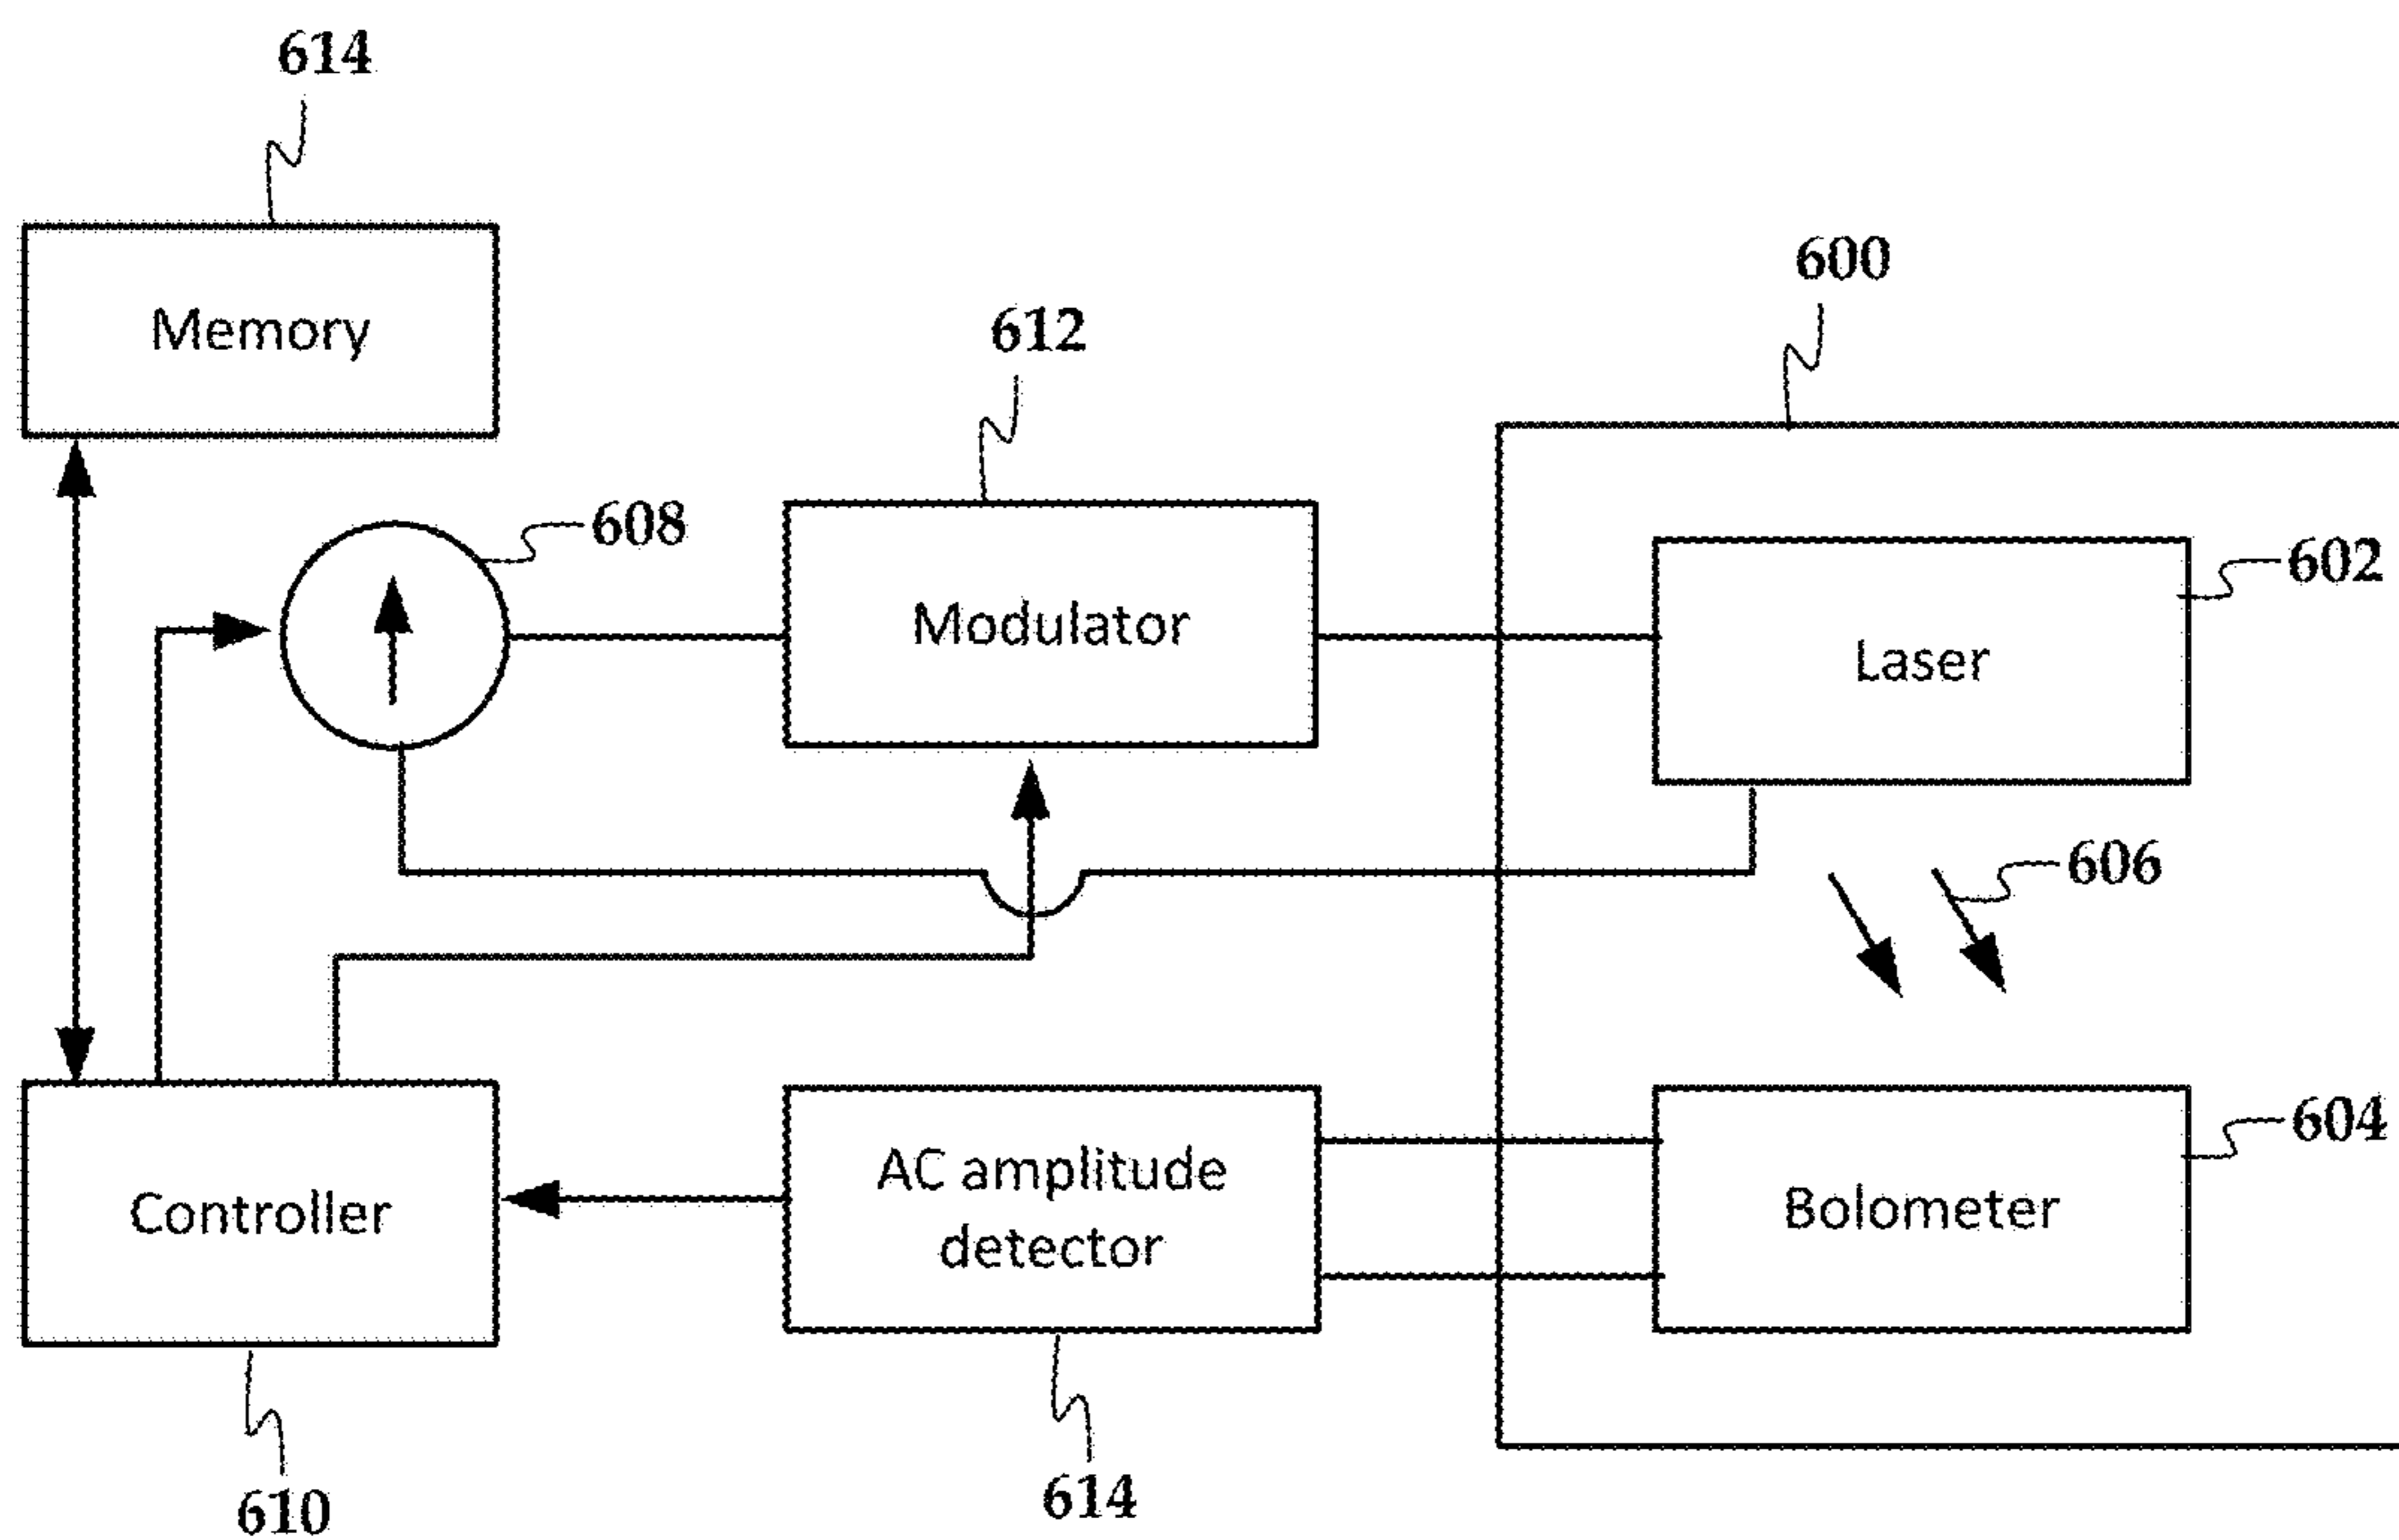 614
Memory
600
612
608
602
Modulator
Laser
606
AC amplitude
detector
604
Controller
Bolometer
614
610